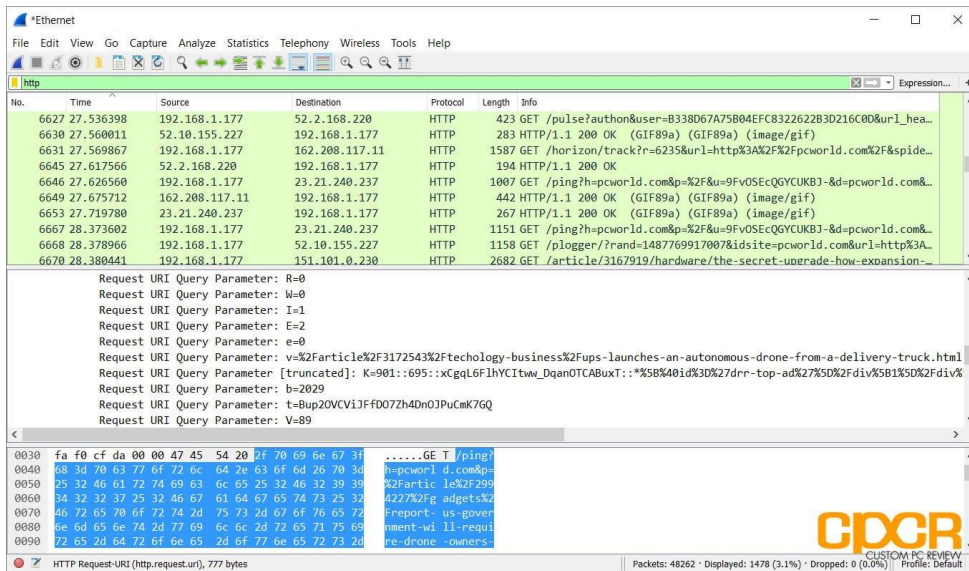 *Ethernet
File Edit View Go Capture Analyze Statistics Telephony Wireless Tools Help
http Expression... +
No. Time Source Destination Protocol Length Info
6627 27.536398 192.168.1.177 52.2.168.220 HTTP 423 GET /pulse?authon&user=B338D67A75B04EFC8322622B3D216C0D&url_hea…
6630 27.560011 52.10.155.227 192.168.1.177 HTTP 283 HTTP/1.1 200 OK (GIF89a) (GIF89a) (image/gif)
6631 27.569867 192.168.1.177 162.208.117.11 HTTP 1587 GET /horizon/track?r=6235&url=http%3A%2F%2Fpcworld.com%2F&spide…
6645 27.617566 52.2.168.220 192.168.1.177 HTTP 194 HTTP/1.1 200 OK
6646 27.626560 192.168.1.177 23.21.240.237 HTTP 1007 GET /ping?h=pcworld.com&p=%2F&u=9FvOSEcQGYCUKBJ-&d=pcworld.com&…
6649 27.675712 162.208.117.11 192.168.1.177 HTTP 442 HTTP/1.1 200 OK (GIF89a) (GIF89a) (image/gif)
6653 27.719780 23.21.240.237 192.168.1.177 HTTP 267 HTTP/1.1 200 OK (GIF89a) (GIF89a) (image/gif)
6667 28.373602 192.168.1.177 23.21.240.237 HTTP 1151 GET /ping?h=pcworld.com&p=%2F&u=9FvOSEcQGYCUKBJ-&d=pcworld.com&…
6668 28.378966 192.168.1.177 52.10.155.227 HTTP 1158 GET /plogger/?rand=1487769917007&idsite=pcworld.com&url=http%3A…
6670 28.380441 192.168.1.177 151.101.0.230 HTTP 2682 GET /article/3167919/hardware/the-secret-upgrade-how-expansion-…
Request URI Query Parameter: R=0
Request URI Query Parameter: W=0
Request URI Query Parameter: I=1
Request URI Query Parameter: E=2
Request URI Query Parameter: e=0
Request URI Query Parameter: v=%2Farticle%2F3172543%2Ftechology-business%2Fups-launches-an-autonomous-drone-from-a-delivery-truck.html
Request URI Query Parameter [truncated]: K=901::695::xCgqL6FlhYCItww_DqanOTCABuxT::*%5B%40id%3D%27drr-top-ad%27%5D%2Fdiv%5B1%5D%2Fdiv%
Request URI Query Parameter: b=2029
Request URI Query Parameter: t=Bup2OVCViJFfDO7Zh4DnOJPuCmK7GQ
Request URI Query Parameter: V=89
0030 fa f0 cf da 00 00 47 45 54 20 2f 70 69 6e 67 3f ......GE T /ping?
0040 68 3d 70 63 77 6f 72 6c 64 2e 63 6f 6d 26 70 3d h=pcworl d.com&p=
0050 25 32 46 61 72 74 69 63 6c 65 25 32 46 32 39 39 %2Fartic le%2F299
0060 34 32 32 37 25 32 46 67 61 64 67 65 74 73 25 32 4227%2Fg adgets%2
0070 46 72 65 70 6f 72 74 2d 75 73 2d 67 6f 76 65 72 Freport- us-gover
0080 6e 6d 65 6e 74 2d 77 69 6c 6c 2d 72 65 71 75 69 nment-wi ll-requi
0090 72 65 2d 64 72 6f 6e 65 2d 6f 77 6e 65 72 73 2d re-drone -owners-
CPCR
CUSTOM PC REVIEW
HTTP Request-URI (http.request.uri), 777 bytes Packets: 48262 · Displayed: 1478 (3.1%) · Dropped: 0 (0.0%) Profile: Default